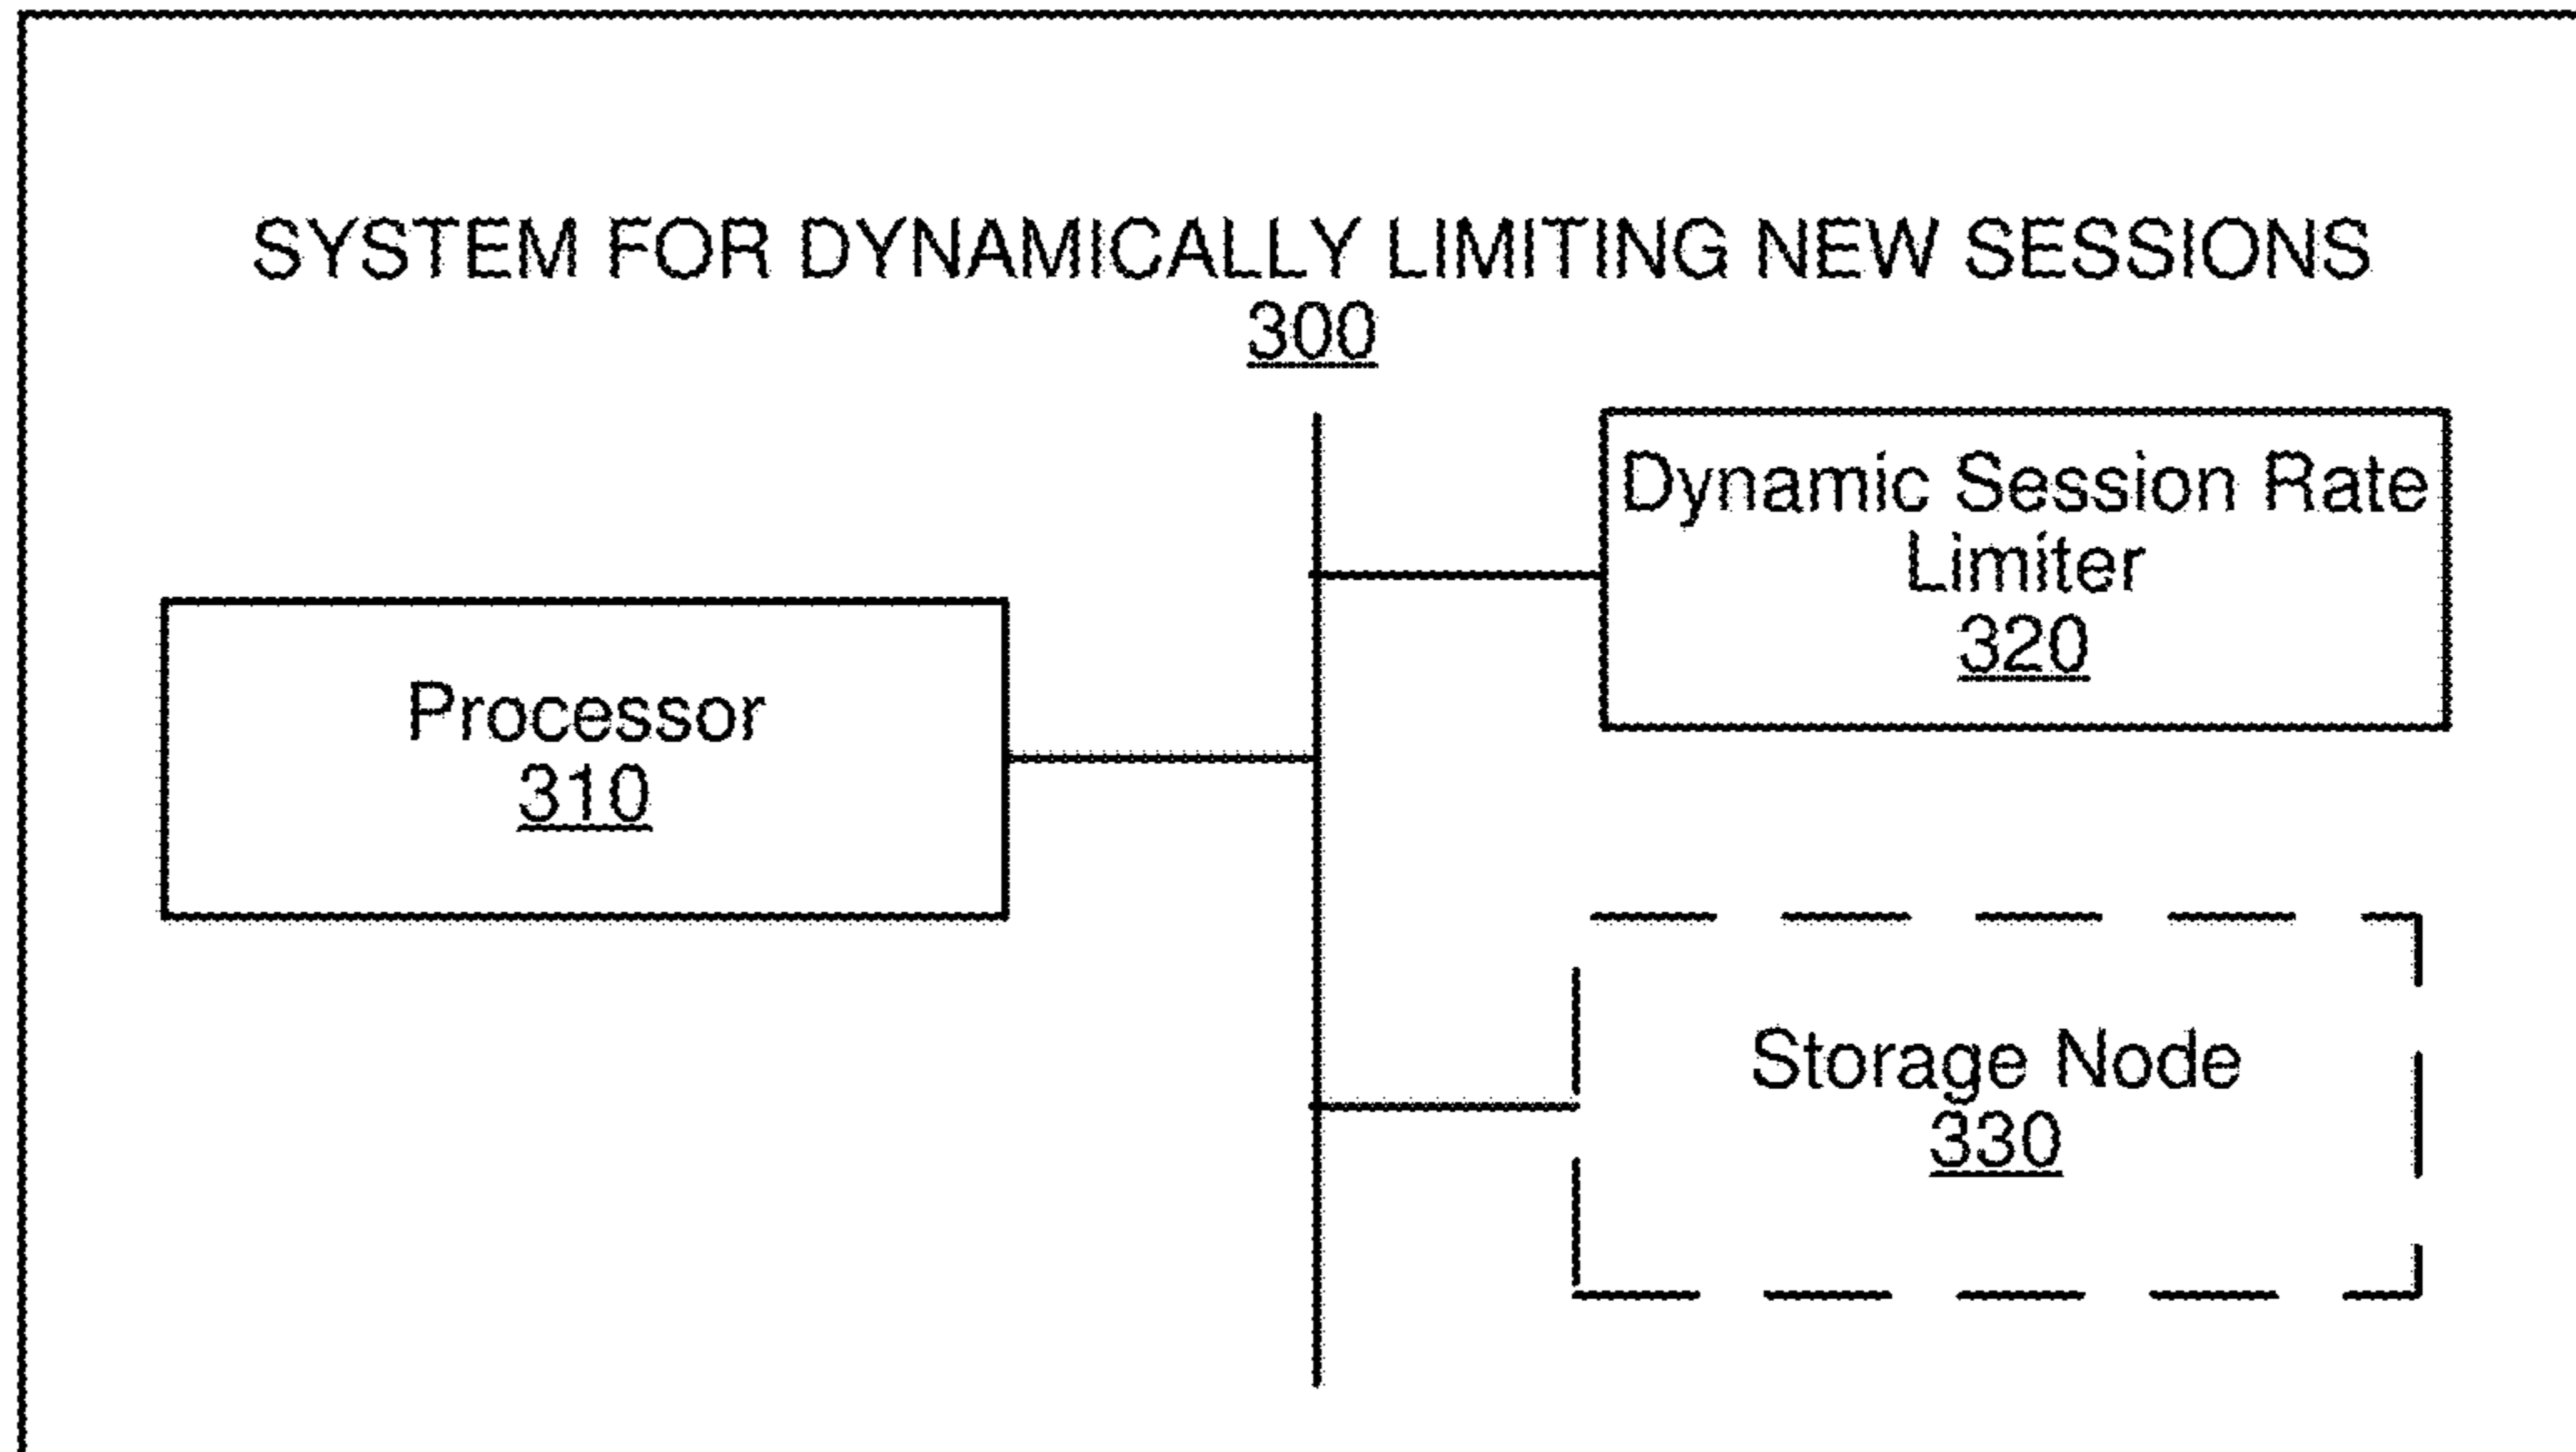 SYSTEM FOR DYNAMICALLY LIMITING NEW SESSIONS
300
Dynamic Session Rate
Limiter
320
Processor
310
Storage Node
330